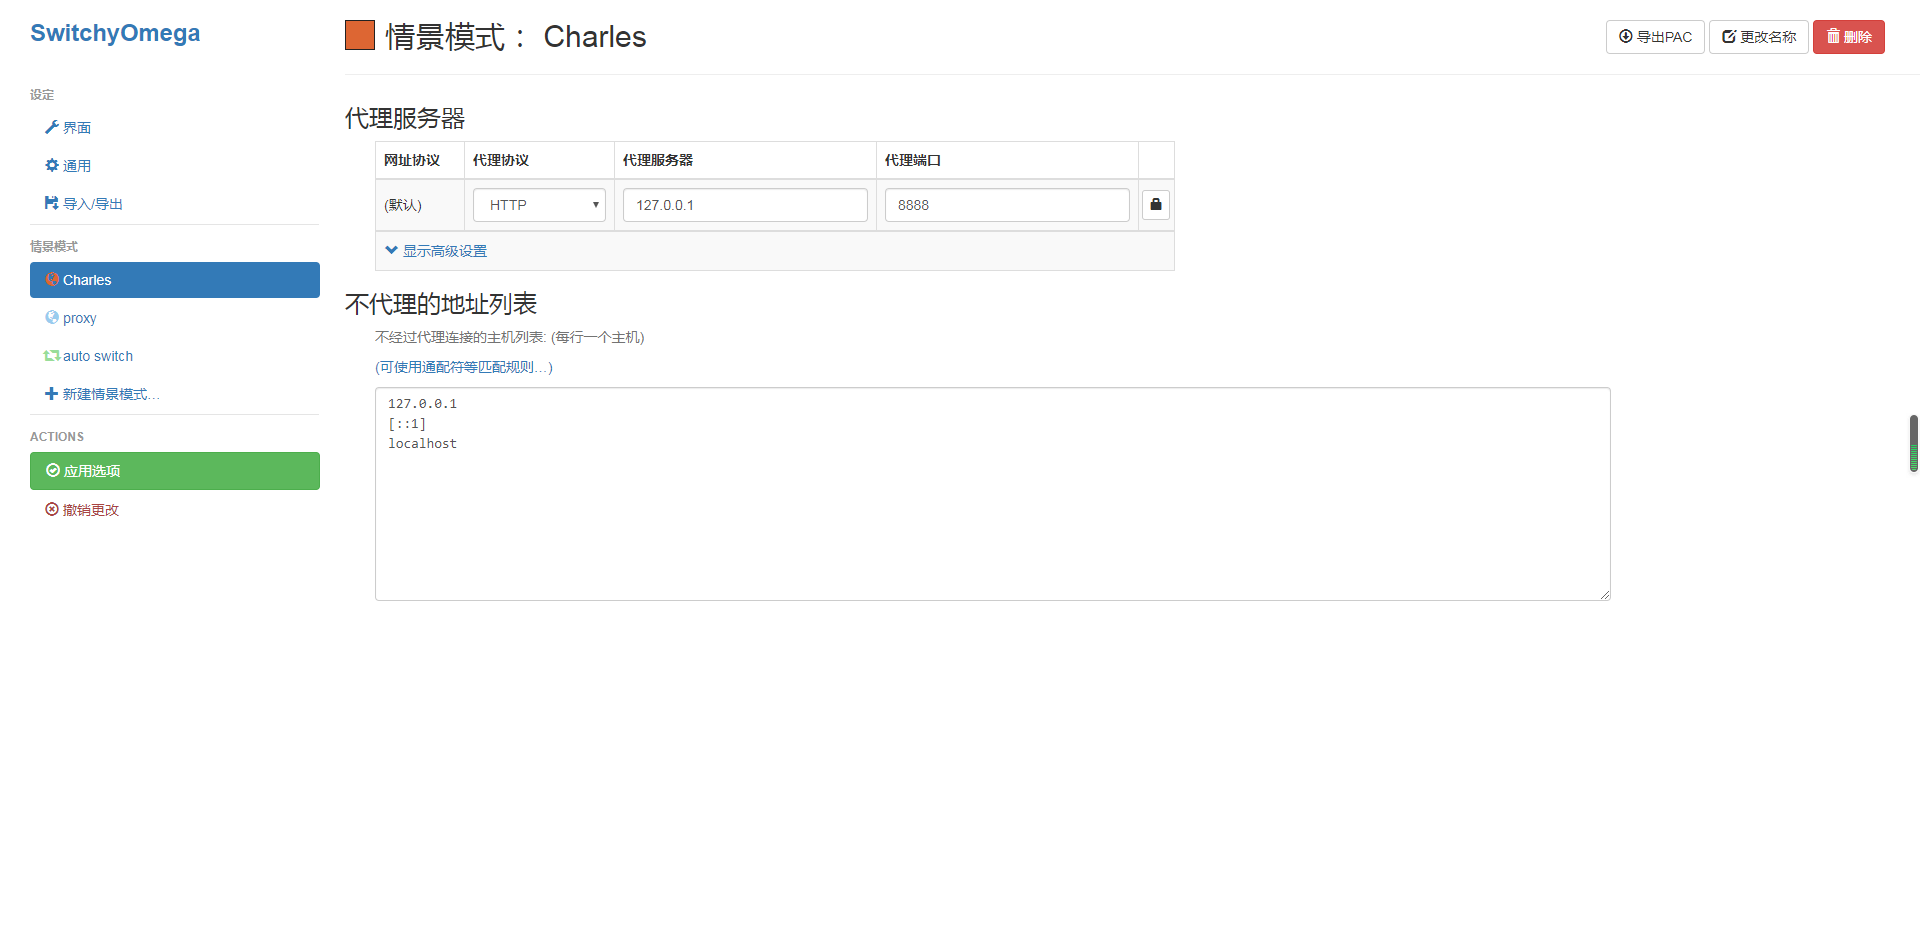 SwitchyOmega
设定
界面
通用
导入/导出
情景模式
Charles
proxy
auto switch
新建情景模式…
ACTIONS
应用选项
撤销更改
情景模式： Charles
导出PAC
更改名称
删除
代理服务器
网址协议 代理协议 代理服务器 代理端口
(默认) HTTP 127.0.0.1 8888
显示高级设置
不代理的地址列表
不经过代理连接的主机列表: (每行一个主机)
(可使用通配符等匹配规则…)
127.0.0.1
[::1]
localhost